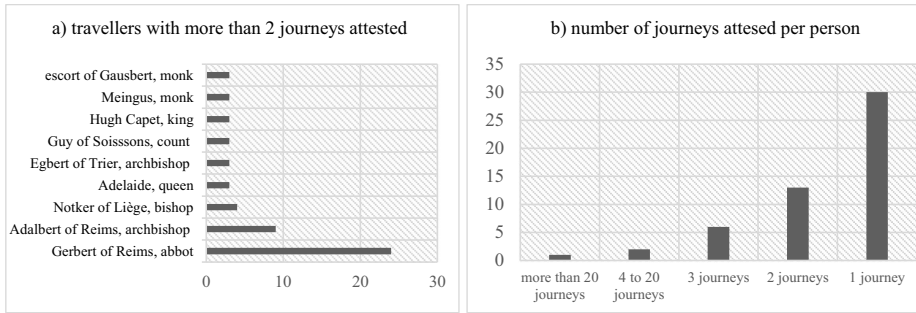 a) travellers with more than 2 journeys attested
escort of Gausbert, monk
Meingus, monk
Hugh Capet, king
Guy of Soisssons, count
Egbert of Trier, archbishop
Adelaide, queen
Notker of Liège, bishop
Adalbert of Reims, archbishop
Gerbert of Reims, abbot
0 10 20 30
b) number of journeys attesed per person
35
30
25
20
15
10
5
0
more than 20 journeys
4 to 20 journeys
3 journeys
2 journeys
1 journey